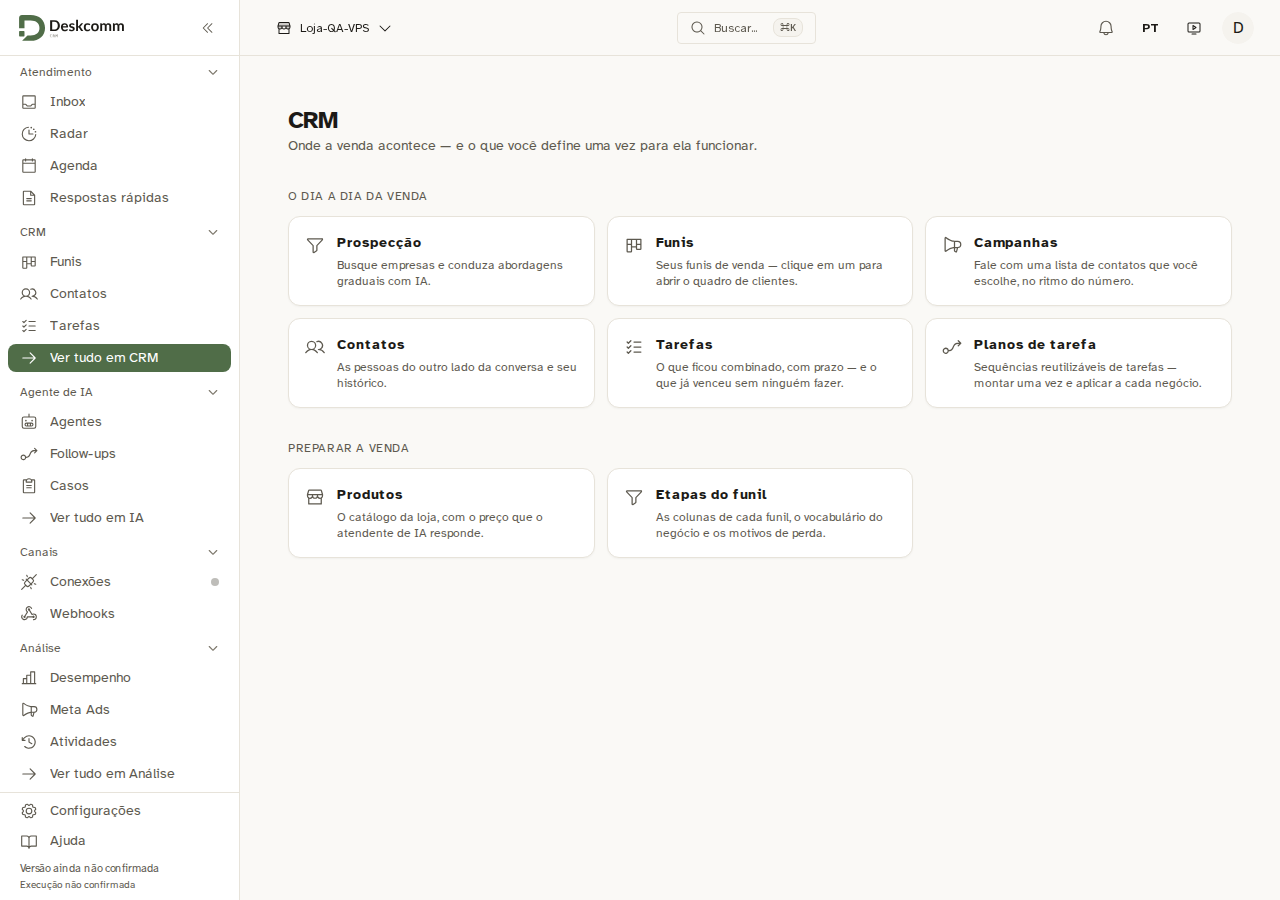 Deskcomm
Loja-QA-VPS
Buscar...
⌘K
PT
D
Atendimento
Inbox
Radar
Agenda
Respostas rápidas
CRM
Funis
Contatos
Tarefas
Ver tudo em CRM
Agente de IA
Agentes
Follow-ups
Casos
Ver tudo em IA
Canais
Conexões
Webhooks
Análise
Desempenho
Meta Ads
Atividades
Ver tudo em Análise
Configurações
Ajuda
Versão ainda não confirmada
Execução não confirmada
CRM
Onde a venda acontece — e o que você define uma vez para ela funcionar.
O DIA A DIA DA VENDA
Prospecção
Busque empresas e conduza abordagens
graduais com IA.
Funis
Seus funis de venda — clique em um para
abrir o quadro de clientes.
Campanhas
Fale com uma lista de contatos que você
escolhe, no ritmo do número.
Contatos
As pessoas do outro lado da conversa e seu
histórico.
Tarefas
O que ficou combinado, com prazo — e o
que já venceu sem ninguém fazer.
Planos de tarefa
Sequências reutilizáveis de tarefas —
montar uma vez e aplicar a cada negócio.
PREPARAR A VENDA
Produtos
O catálogo da loja, com o preço que o
atendente de IA responde.
Etapas do funil
As colunas de cada funil, o vocabulário do
negócio e os motivos de perda.